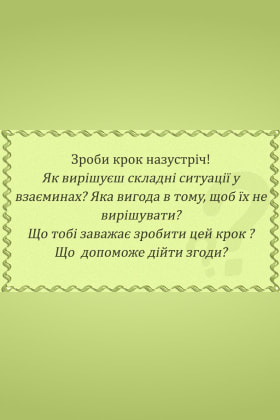 Зроби крок назустріч!
Як вирішуєш складні ситуації у
взаєминах? Яка вигода в тому, щоб їх не
вирішувати?
Що тобі заважає зробити цей крок ?
Що допоможе дійти згоди?